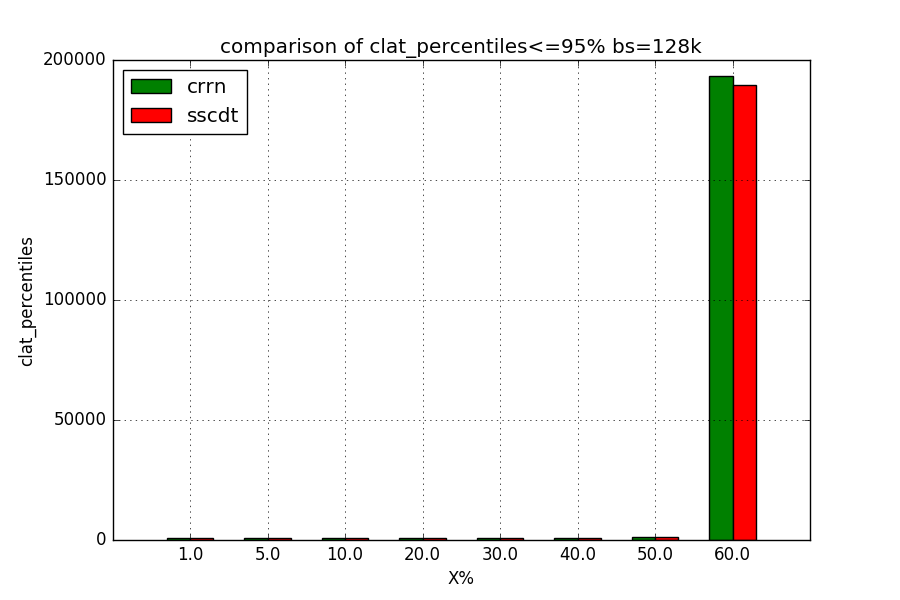 comparison of clat_percentiles<=95% bs=128k
crrn
sscdt
200000
150000
100000
50000
0
clat_percentiles
1.0 5.0 10.0 20.0 30.0 40.0 50.0 60.0
X%